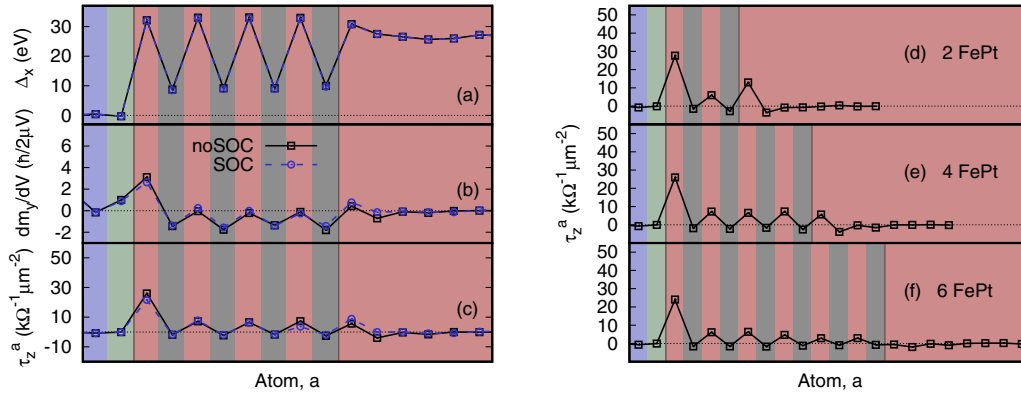 30
20
10
0
Δx (eV)
(a)
6
4
2
0
-2
dmy/dV (ħ/2μV)
noSOC
SOC
(b)
50
30
10
-10
τz^a (kΩ⁻¹μm⁻²)
(c)
Atom, a
50
40
30
20
10
0
(d) 2 FePt
50
40
30
20
10
0
τz^a (kΩ⁻¹μm⁻²)
(e) 4 FePt
50
40
30
20
10
0
(f) 6 FePt
Atom, a